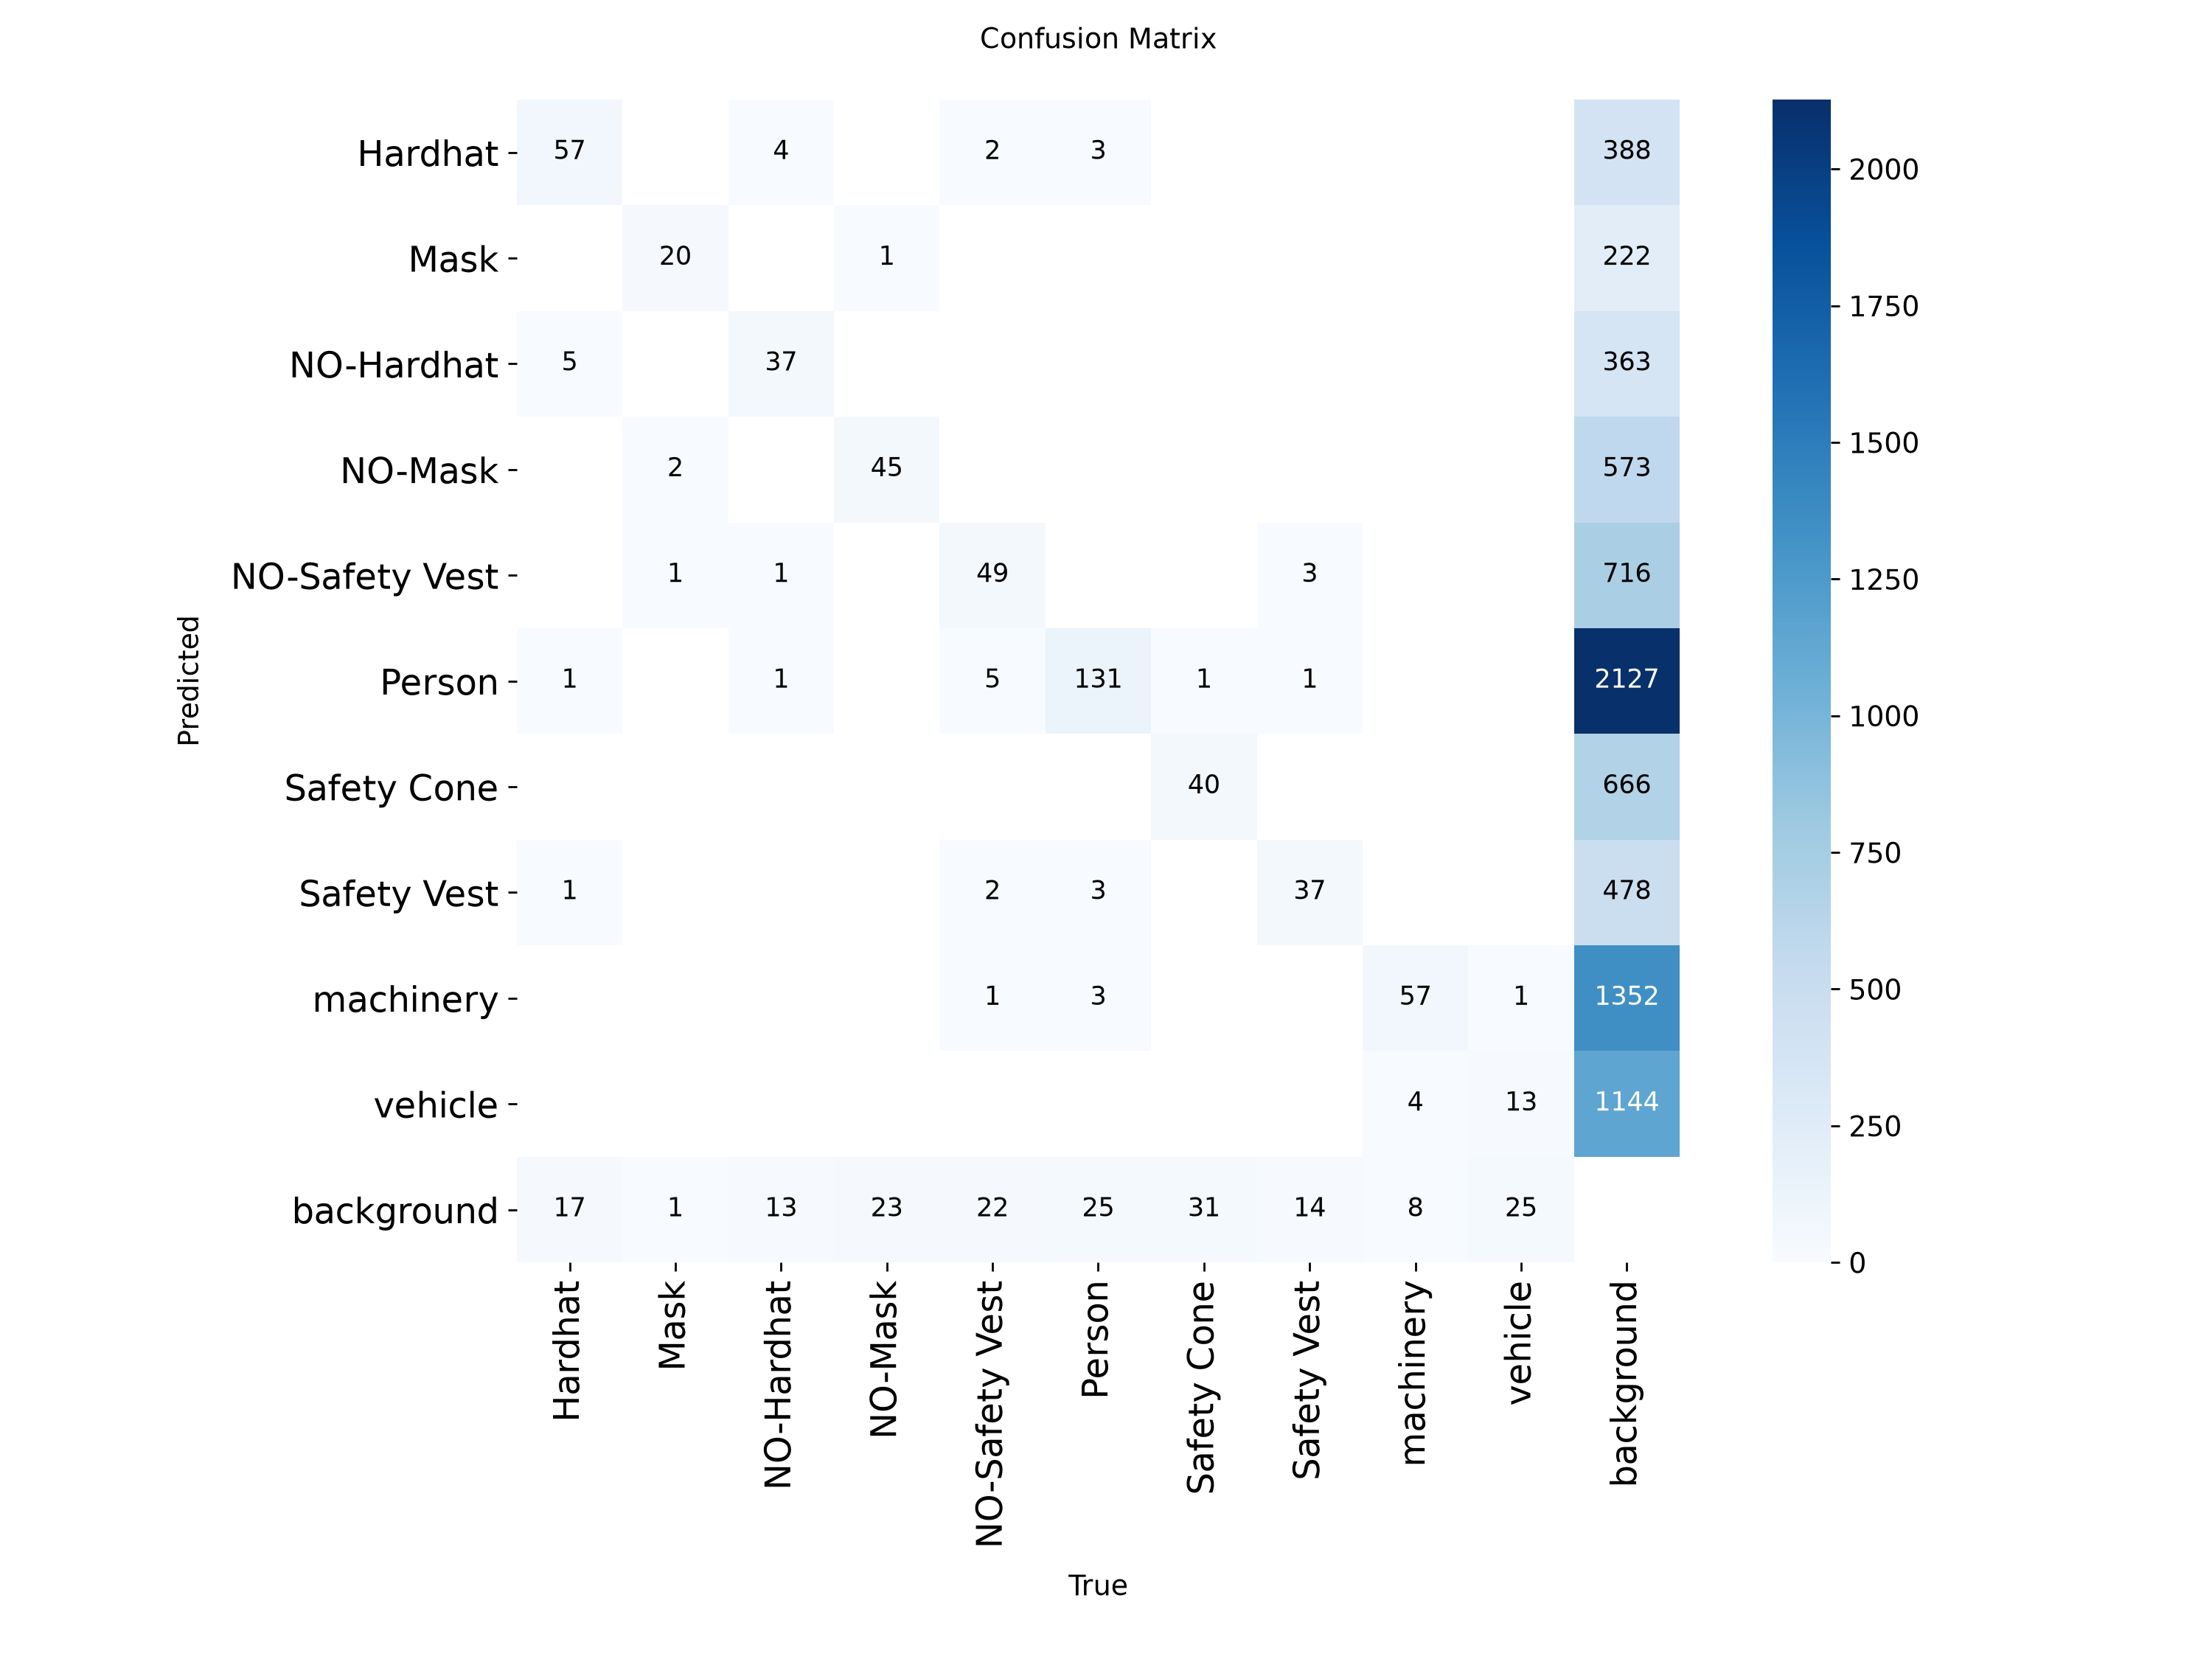 Confusion Matrix
Hardhat 57 4 2 3 388
Mask 20 1 222
NO-Hardhat 5 37 363
NO-Mask 2 45 573
NO-Safety Vest 1 1 49 3 716
Person 1 1 5 131 1 1 2127
Safety Cone 40 666
Safety Vest 1 2 3 37 478
machinery 1 3 57 1 1352
vehicle 4 13 1144
background 17 1 13 23 22 25 31 14 8 25
Predicted
Hardhat
Mask
NO-Hardhat
NO-Mask
NO-Safety Vest
Person
Safety Cone
Safety Vest
machinery
vehicle
background
True
2000
1750
1500
1250
1000
750
500
250
0